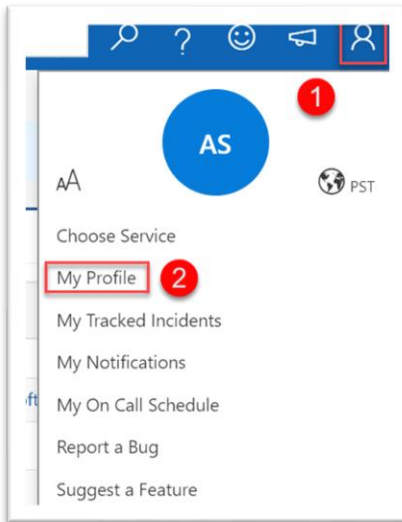 ?
1
AS
AA
PST
Choose Service
My Profile 2
My Tracked Incidents
oft
My Notifications
My On Call Schedule
Report a Bug
Suggest a Feature